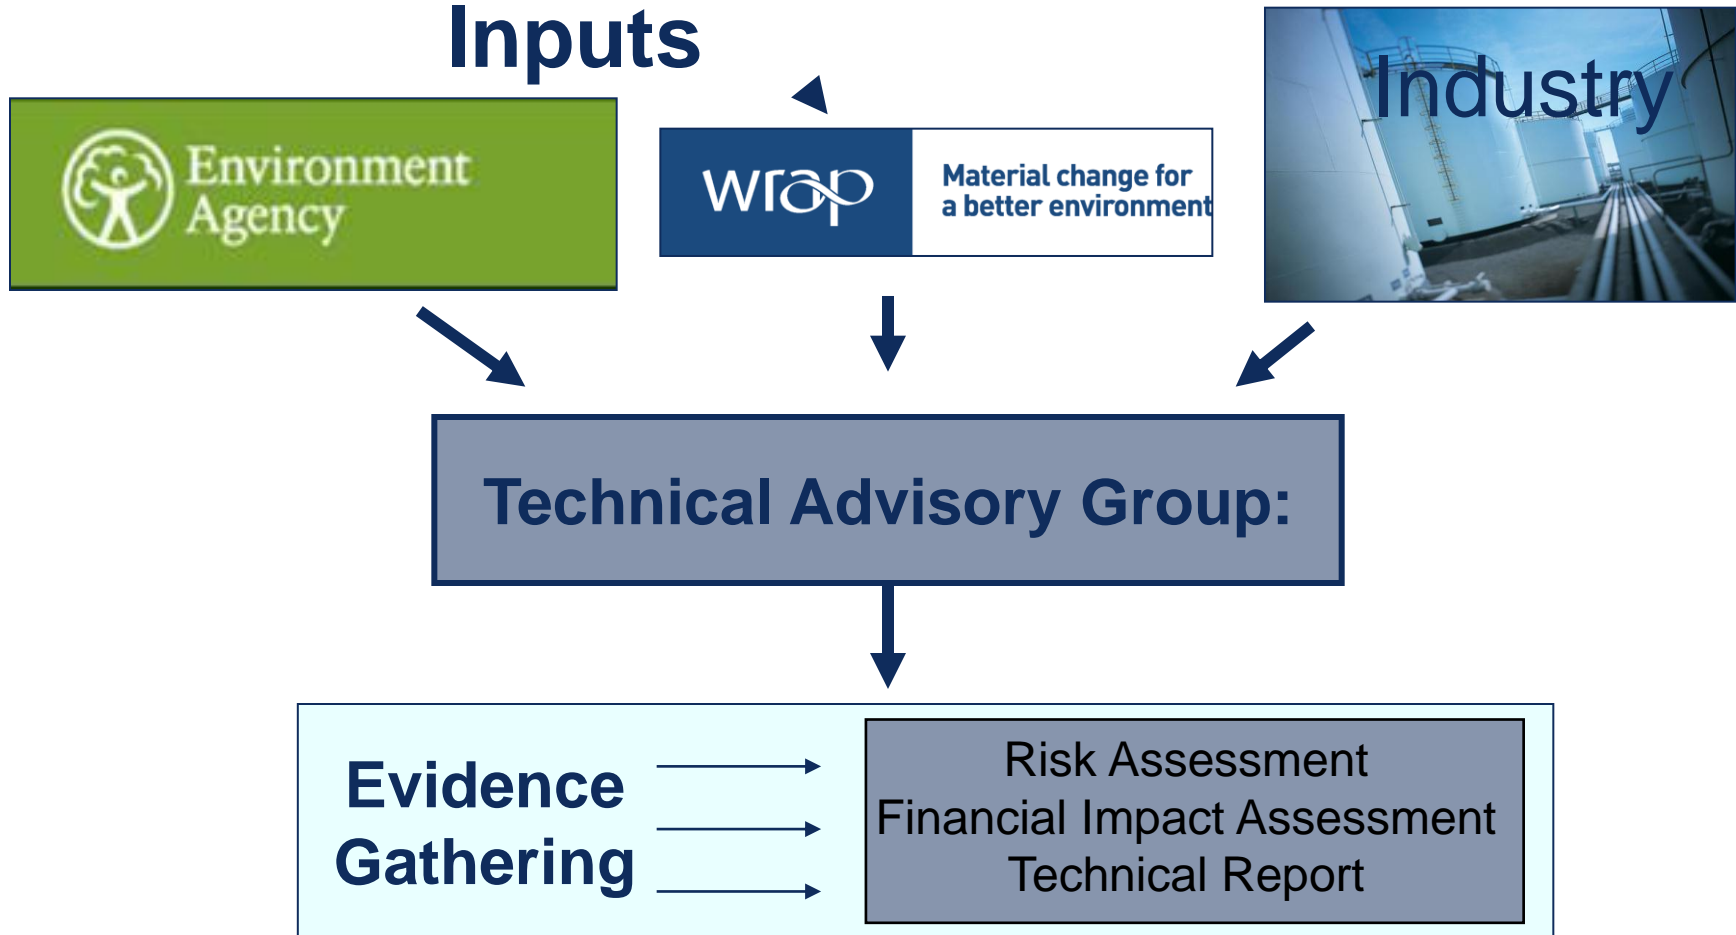 Inputs
Environment
Agency
wrap
Material change for
a better environment
Industry
Technical Advisory Group:
Evidence
Gathering
Risk Assessment
Financial Impact Assessment
Technical Report